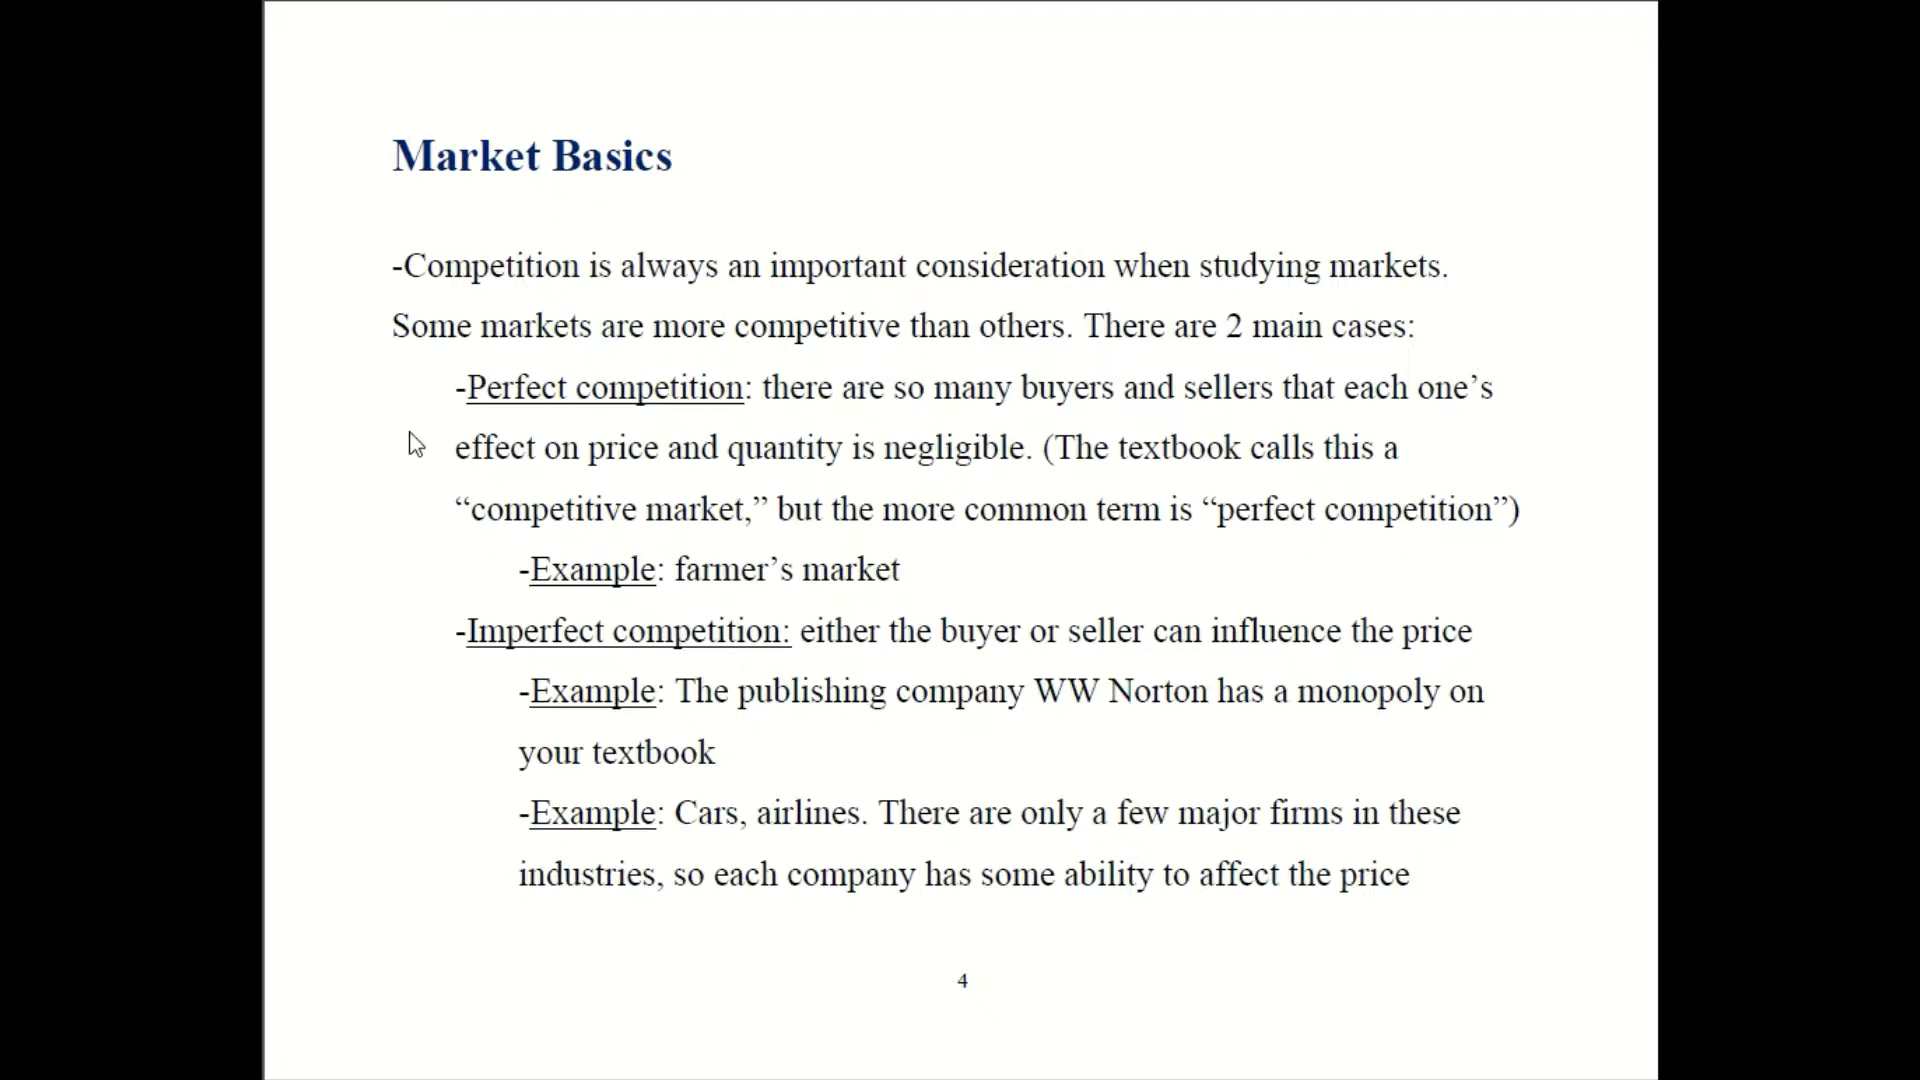 Market Basics
-Competition is always an important consideration when studying markets.
Some markets are more competitive than others. There are 2 main cases:
-Perfect competition: there are so many buyers and sellers that each one’s
effect on price and quantity is negligible. (The textbook calls this a
“competitive market,” but the more common term is “perfect competition”)
-Example: farmer’s market
-Imperfect competition: either the buyer or seller can influence the price
-Example: The publishing company WW Norton has a monopoly on
your textbook
-Example: Cars, airlines. There are only a few major firms in these
industries, so each company has some ability to affect the price
4